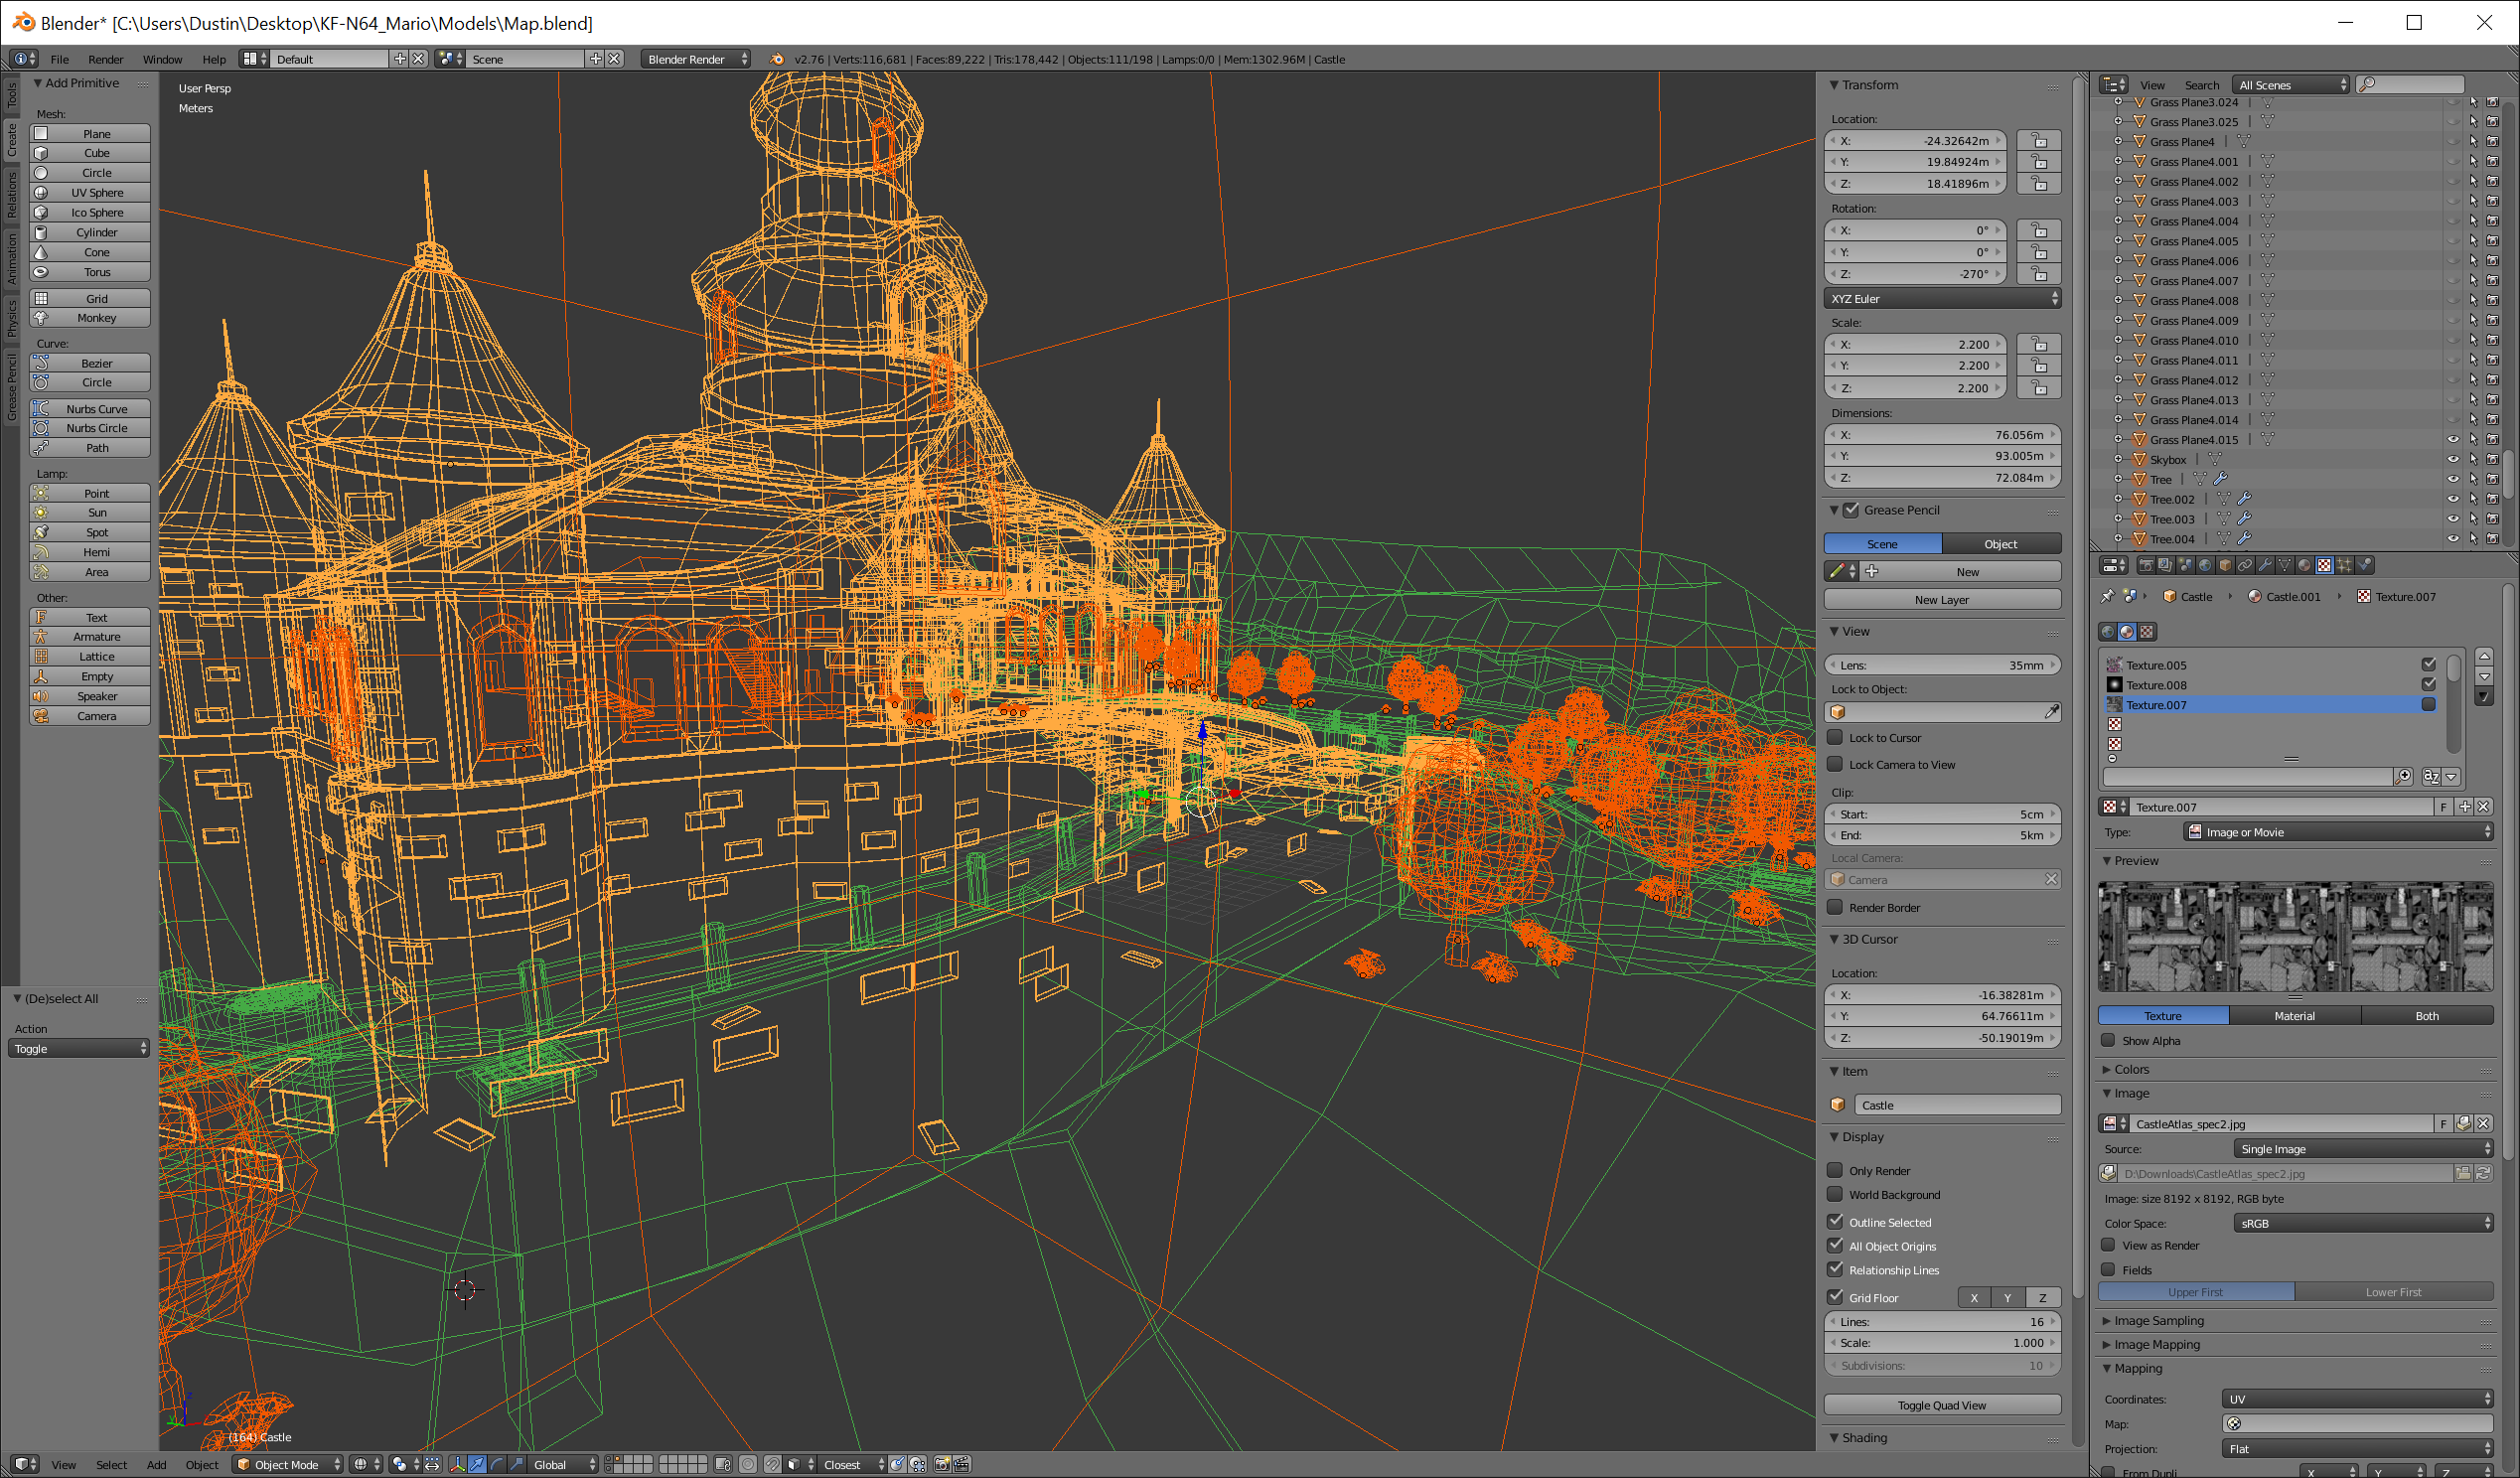 Blender* [C:\Users\Dustin\Desktop\KF-N64_Mario\Models\Map.blend]
File Render Window Help Default Scene Blender Render v2.76 | Verts:116,681 | Faces:89,222 | Tris:178,442 | Objects:111/198 | Lamps:0/0 | Mem:1302.96M | Castle
Tools
Create
Relations
Animation
Physics
Grease Pencil
Add Primitive
Mesh:
Plane
Cube
Circle
UV Sphere
Ico Sphere
Cylinder
Cone
Torus
Grid
Monkey
Curve:
Bezier
Circle
Nurbs Curve
Nurbs Circle
Path
Lamp:
Point
Sun
Spot
Hemi
Area
Other:
Text
Armature
Lattice
Empty
Speaker
Camera
(De)select All
Action
Toggle
User Persp
Meters
(164) Castle
View Select Add Object Object Mode Global Closest
Transform
Location:
X: -24.32642m
Y: 19.84924m
Z: 18.41896m
Rotation:
X: 0°
Y: 0°
Z: -270°
XYZ Euler
Scale:
X: 2.200
Y: 2.200
Z: 2.200
Dimensions:
X: 76.056m
Y: 93.005m
Z: 72.084m
Grease Pencil
Scene Object
New
New Layer
View
Lens: 35mm
Lock to Object:
Lock to Cursor
Lock Camera to View
Clip:
Start: 5cm
End: 5km
Local Camera:
Camera
Render Border
3D Cursor
Location:
X: -16.38281m
Y: 64.76611m
Z: -50.19019m
Item
Castle
Display
Only Render
World Background
Outline Selected
All Object Origins
Relationship Lines
Grid Floor X Y Z
Lines: 16
Scale: 1.000
Subdivisions: 10
Toggle Quad View
Shading
View Search All Scenes
Grass Plane3.024
Grass Plane3.025
Grass Plane4
Grass Plane4.001
Grass Plane4.002
Grass Plane4.003
Grass Plane4.004
Grass Plane4.005
Grass Plane4.006
Grass Plane4.007
Grass Plane4.008
Grass Plane4.009
Grass Plane4.010
Grass Plane4.011
Grass Plane4.012
Grass Plane4.013
Grass Plane4.014
Grass Plane4.015
Skybox
Tree
Tree.002
Tree.003
Tree.004
Castle Castle.001 Texture.007
Texture.005
Texture.008
Texture.007
Texture.007 F
Type: Image or Movie
Preview
Texture Material Both
Show Alpha
Colors
Image
CastleAtlas_spec2.jpg F
Source: Single Image
D:\Downloads\CastleAtlas_spec2.jpg
Image: size 8192 x 8192, RGB byte
Color Space: sRGB
View as Render
Fields
Upper First Lower First
Image Sampling
Image Mapping
Mapping
Coordinates: UV
Map:
Projection: Flat
From Dupli X Y Z